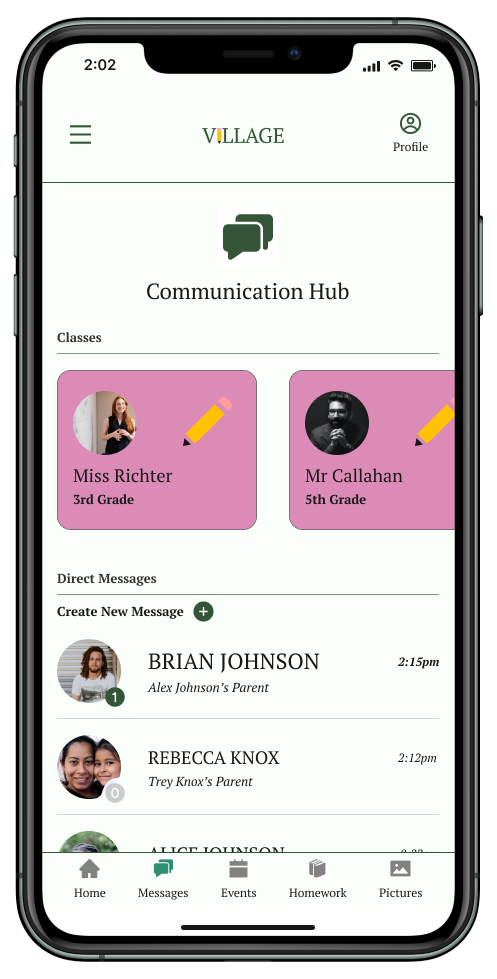 2:02
VILLAGE
Profile
Communication Hub
Classes
Miss Richter
3rd Grade
Mr Callahan
5th Grade
Direct Messages
Create New Message
BRIAN JOHNSON
2:15pm
Alex Johnson's Parent
1
REBECCA KNOX
2:12pm
Trey Knox's Parent
0
ALICE JOHNSON
Home
Messages
Events
Homework
Pictures